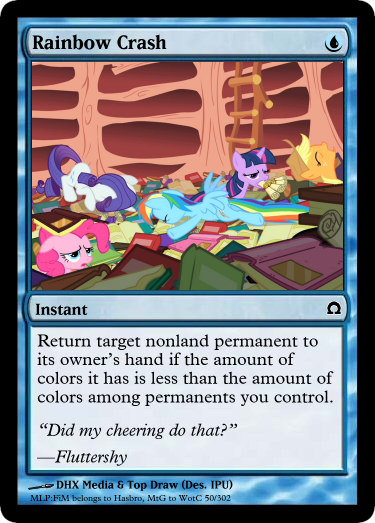 Rainbow Crash
Instant
Return target nonland permanent to
its owner's hand if the amount of
colors it has is less than the amount of
colors among permanents you control.
"Did my cheering do that?"
—Fluttershy
DHX Media & Top Draw (Des. IPU)
MLP:FiM belongs to Hasbro, MtG to WotC 50/302